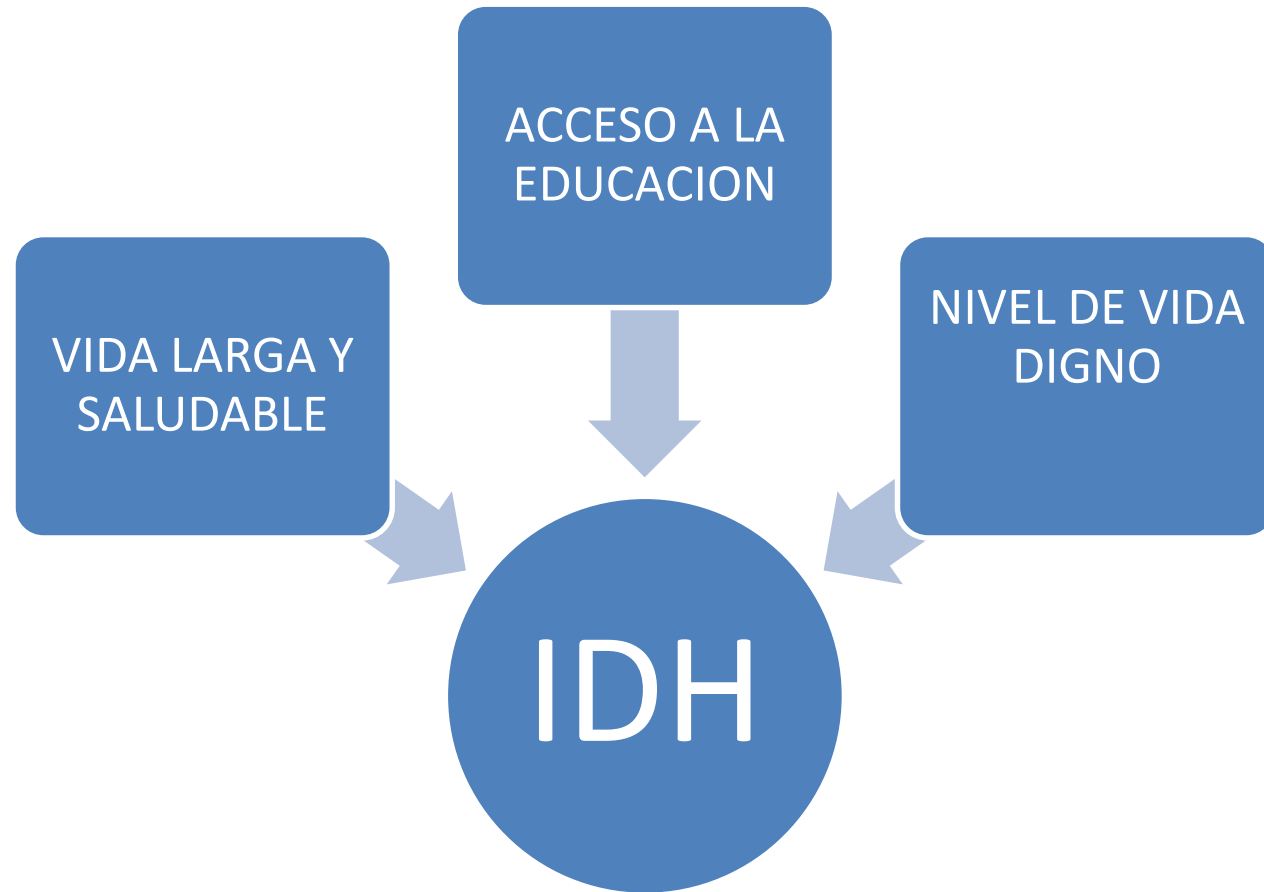 ACCESO A LA
EDUCACION
VIDA LARGA Y
SALUDABLE
NIVEL DE VIDA
DIGNO
IDH